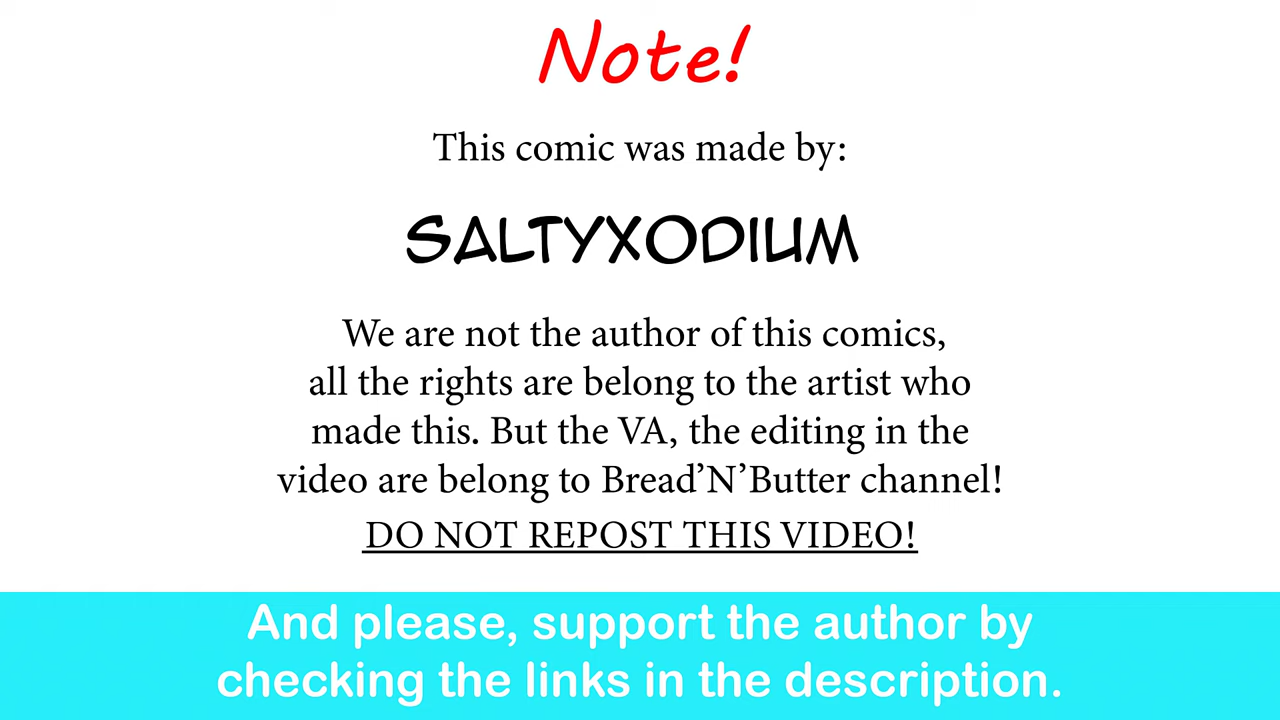 Note!
This comic was made by:
SALTYXODIUM
We are not the author of this comics,
all the rights are belong to the artist who
made this. But the VA, the editing in the
video are belong to Bread’N’Butter channel!
DO NOT REPOST THIS VIDEO!
And please, support the author by
checking the links in the description.